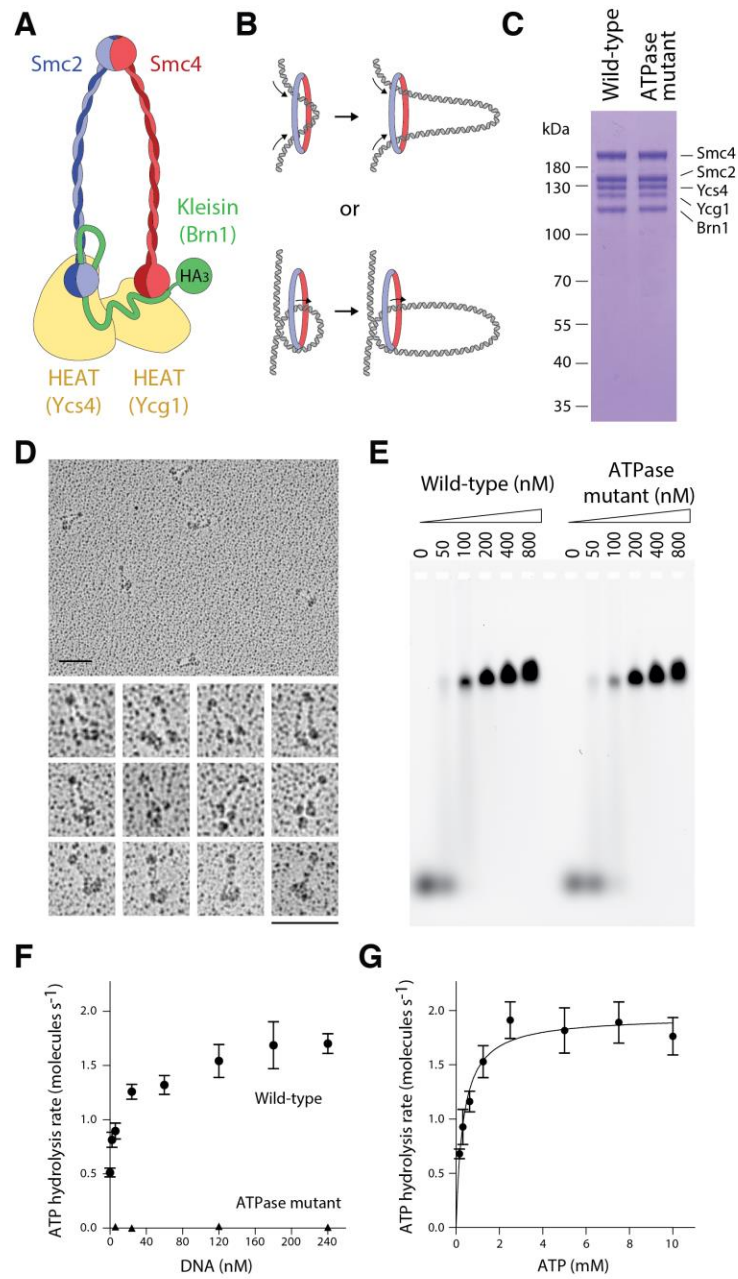 A
Smc2
Smc4
Kleisin
(Brn1)
HA3
HEAT
(Ycs4)
HEAT
(Ycg1)
B
or
C
Wild-type
ATPase
mutant
kDa
180
130
100
70
55
40
35
Smc4
Smc2
Ycs4
Ycg1
Brn1
D
E
Wild-type (nM)
ATPase
mutant (nM)
0 50 100 200 400 800
0 50 100 200 400 800
F
ATP hydrolysis rate (molecules s⁻¹)
2.0
1.5
1.0
0.5
0.0
Wild-type
ATPase mutant
0 40 80 120 160 200 240
DNA (nM)
G
ATP hydrolysis rate (molecules s⁻¹)
2.0
1.5
1.0
0.5
0.0
0 2 4 6 8 10
ATP (mM)